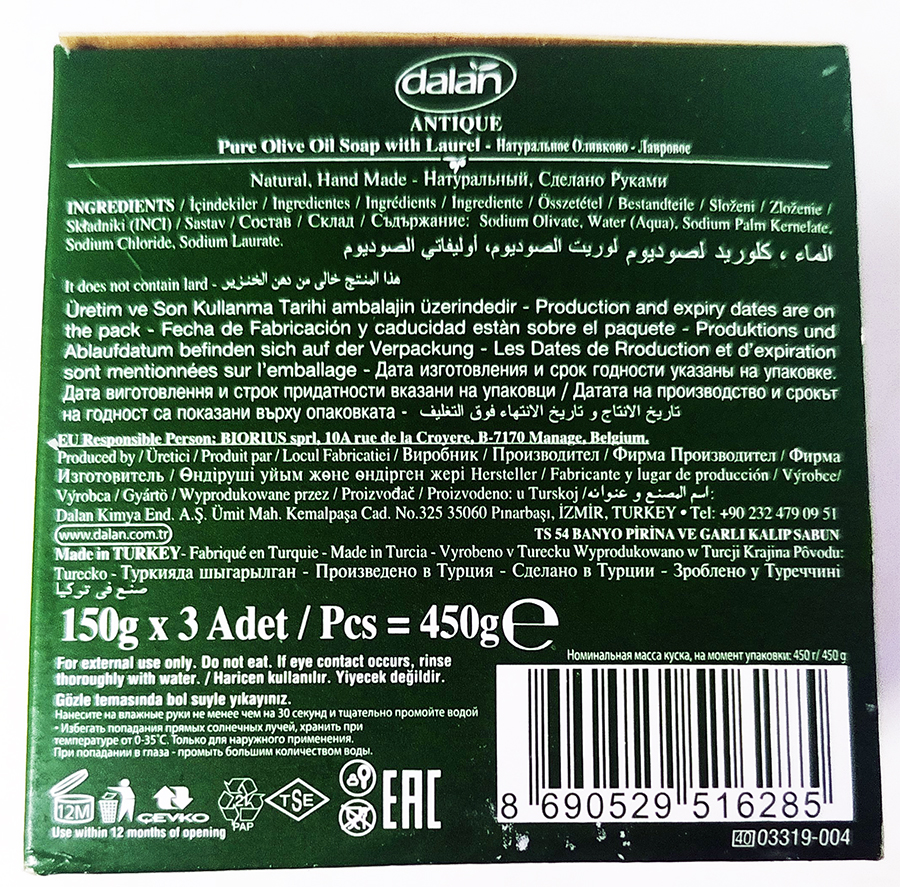 dalan
ANTIQUE
Pure Olive Oil Soap with Laurel - Натуральное Оливково - Лавровое
Natural, Hand Made - Натуральный, Сделано Руками
INGREDIENTS / İçindekiler / Ingredientes / Ingrédients / Ingrediente / Összetétel / Bestandteile / Složeni / Zloženie /
Składniki (INCI) / Sastav / Состав / Склад / Съдържание: Sodium Olivate, Water (Aqua), Sodium Palm Kernelate,
Sodium Chloride, Sodium Laurate.
الماء ، كلوريد لصوديوم لوريت الصوديوم، أوليفاتي الصوديوم
It does not contain lard - هذا المنتج خالى من دهن الخنزير
Üretim ve Son Kullanma Tarihi ambalajin üzerindedir - Production and expiry dates are on
the pack - Fecha de Fabricación y caducidad estàn sobre el paquete - Produktions und
Ablaufdatum befinden sich auf der Verpackung - Les Dates de Rroduction et d'expiration
sont mentionnées sur l'emballage - Дата изготовления и срок годности указаны на упаковке.
Дата виготовлення и строк придатности вказани на упаковци / Датата на производство и срокът
на годност са показани върху опаковката - تاريخ الانتاج و تاريخ الانتهاء فوق التغليف
EU Responsible Person: BIORIUS sprl, 10A rue de la Croyere, B-7170 Manage, Belgium.
Produced by / Üretici / Produit par / Locul Fabricatiei / Виробник / Производител / Фирма Производител / Фирма
Изготовитель / Өндіруші ұйым және өндірген жері Hersteller / Fabricante y lugar de producción / Výrobce/
Výrobca / Gyártö / Wyprodukowane przez / Proizvođač / Proizvodeno: u Turskoj /اسم المصنع و عنوانه:
Dalan Kimya End. A.Ş. Ümit Mah. Kemalpaşa Cad. No.325 35060 Pınarbaşı, İZMİR, TURKEY • Tel: +90 232 479 09 51
www.dalan.com.tr
TS 54 BANYO PİRİNA VE GARLI KALIP SABUN
Made in TURKEY- Fabriqué en Turquie - Made in Turcia - Vyrobeno v Turecku Wyprodukowano w Turcji Krajina Pôvodu:
Turecko - Туркияда шығарылган - Произведено в Турция - Сделано в Турции - Зроблено у Туреччині
صنع في تركيا
150g x 3 Adet / Pcs = 450g e
Номинальная масса куска, на момент упаковки: 450 г/ 450 g
For external use only. Do not eat. If eye contact occurs, rinse
thoroughly with water. / Haricen kullanılır. Yiyecek değildir.
Gözle temasında bol suyle yıkayınız.
Нанесите на влажные руки не менее чем на 30 секунд и тщательно промойте водой
- Избегать попадания прямых солнечных лучей, хранить при
температуре от 0-35˚С. Только для наружного применения.
При попадании в глаза - промыть большим количеством воды.
12M
ÇEVKO
22
PAP
TSE
EAC
Use within 12 months of opening
8 690529 516285
40 03319-004